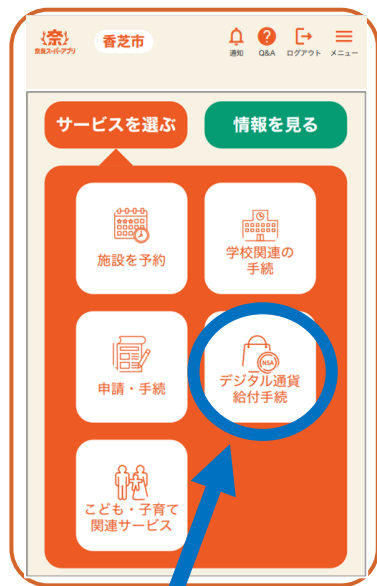 奈
奈良スーパーアプリ
香芝市
通知
Q&A
ログアウト
メニュー
サービスを選ぶ
情報を見る
施設を予約
学校関連の
手続
申請・手続
NSA
デジタル通貨
給付手続
こども・子育て
関連サービス